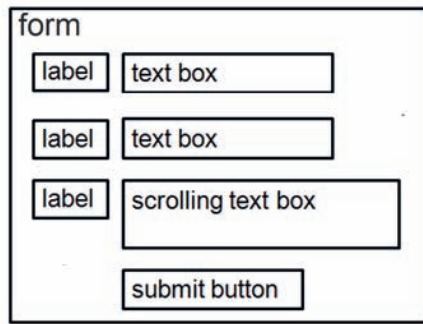 form
label text box
label text box
label scrolling text box
submit button